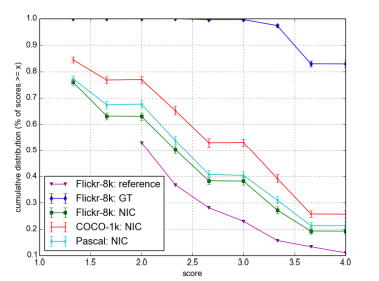 cumulative distribution (% of scores >= x)
1.0
0.9
0.8
0.7
0.6
0.5
0.4
0.3
0.2
0.1
Flickr-8k: reference
Flickr-8k: GT
Flickr-8k: NIC
COCO-1k: NIC
Pascal: NIC
1.0 1.5 2.0 2.5 3.0 3.5 4.0
score